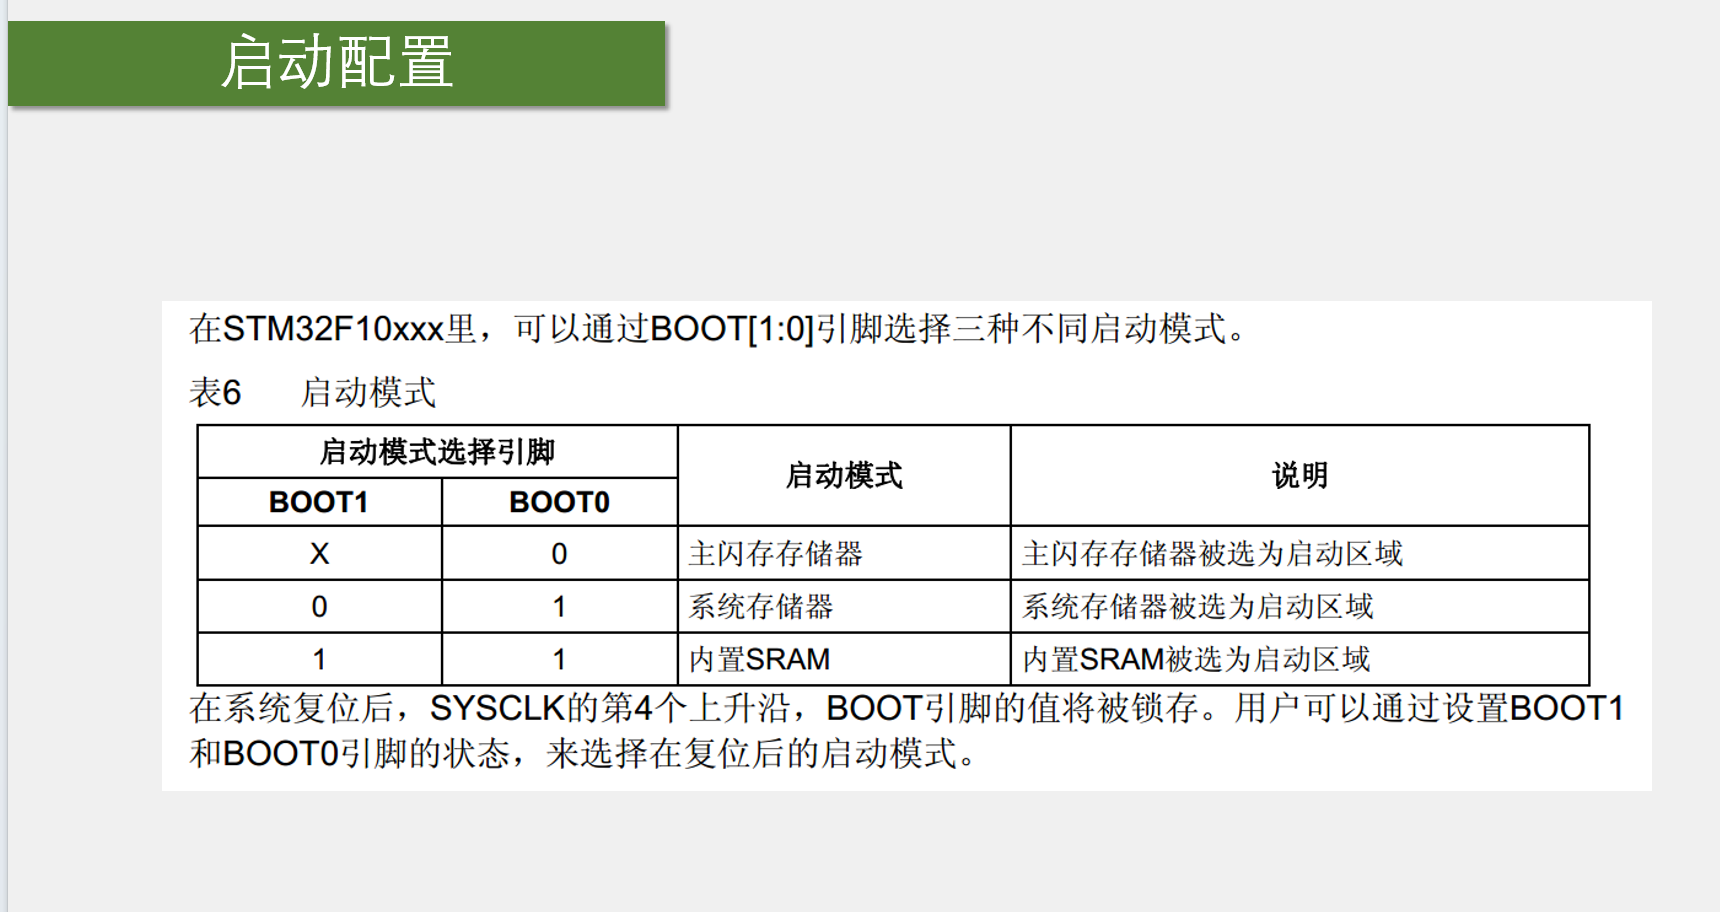 启动配置
在STM32F10xxx里，可以通过BOOT[1:0]引脚选择三种不同启动模式。
表6 启动模式
启动模式选择引脚 启动模式 说明
BOOT1 BOOT0
X 0 主闪存存储器 主闪存存储器被选为启动区域
0 1 系统存储器 系统存储器被选为启动区域
1 1 内置SRAM 内置SRAM被选为启动区域
在系统复位后，SYSCLK的第4个上升沿，BOOT引脚的值将被锁存。用户可以通过设置BOOT1
和BOOT0引脚的状态，来选择在复位后的启动模式。